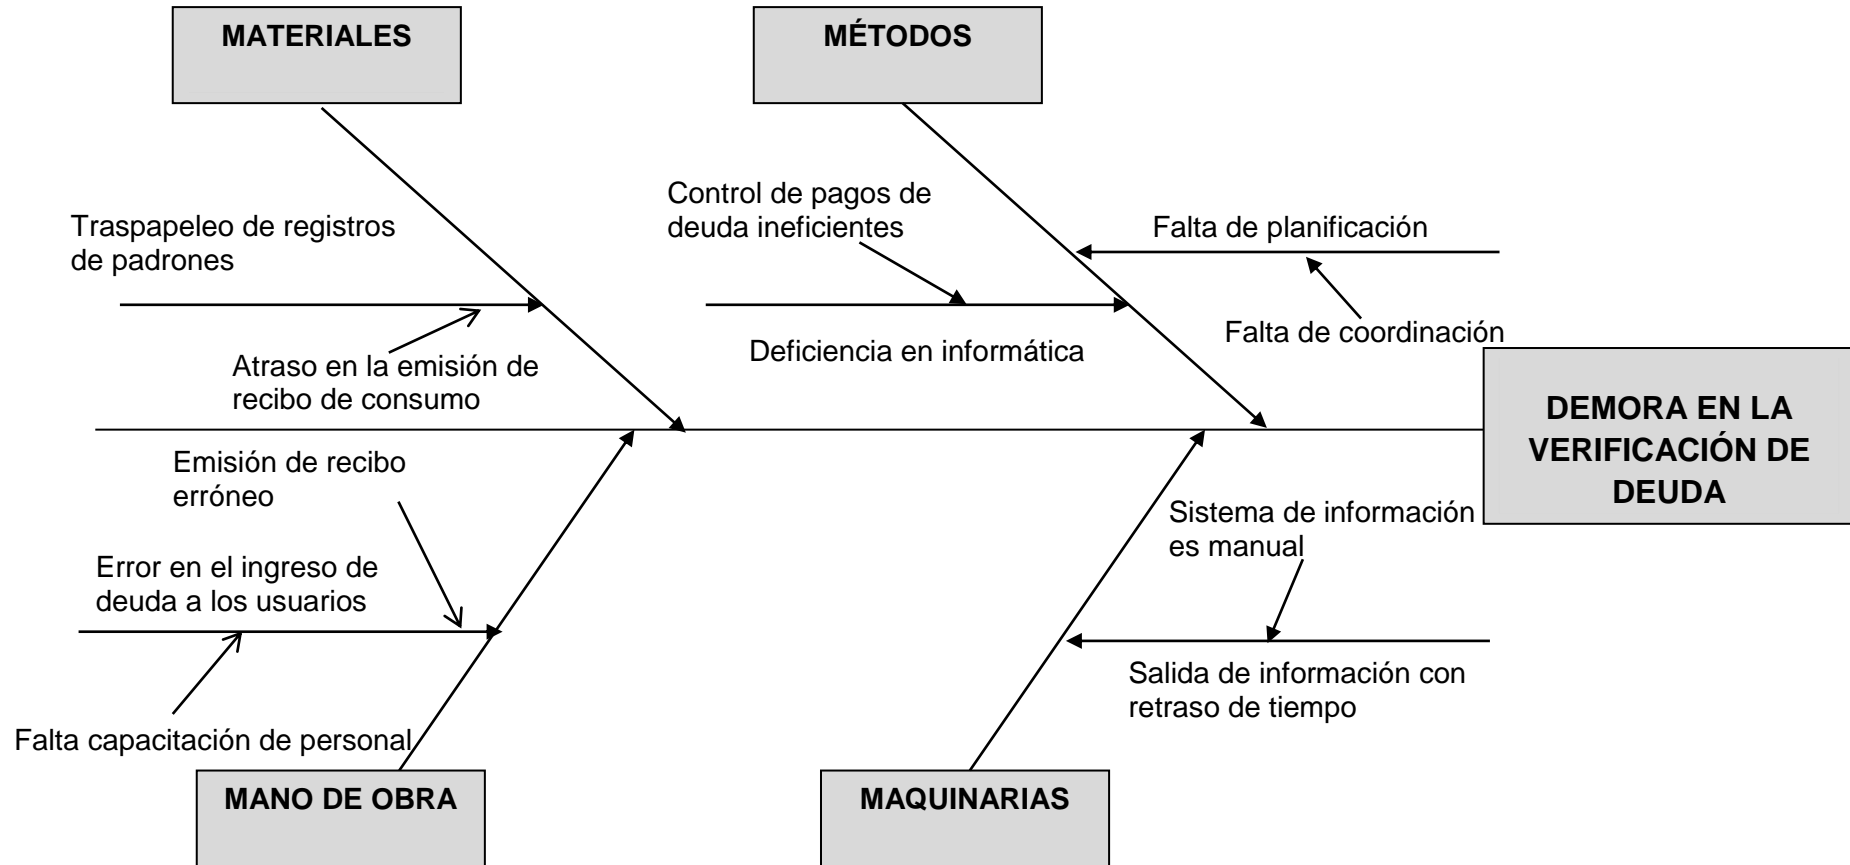 MATERIALES
MÉTODOS
Control de pagos de
deuda ineficientes
Traspapeleo de registros
de padrones
Falta de planificación
Atraso en la emisión de
recibo de consumo
Deficiencia en informática
Falta de coordinación
DEMORA EN LA
VERIFICACIÓN DE
DEUDA
Emisión de recibo
erróneo
Sistema de información
es manual
Error en el ingreso de
deuda a los usuarios
Salida de información con
retraso de tiempo
Falta capacitación de personal
MANO DE OBRA
MAQUINARIAS